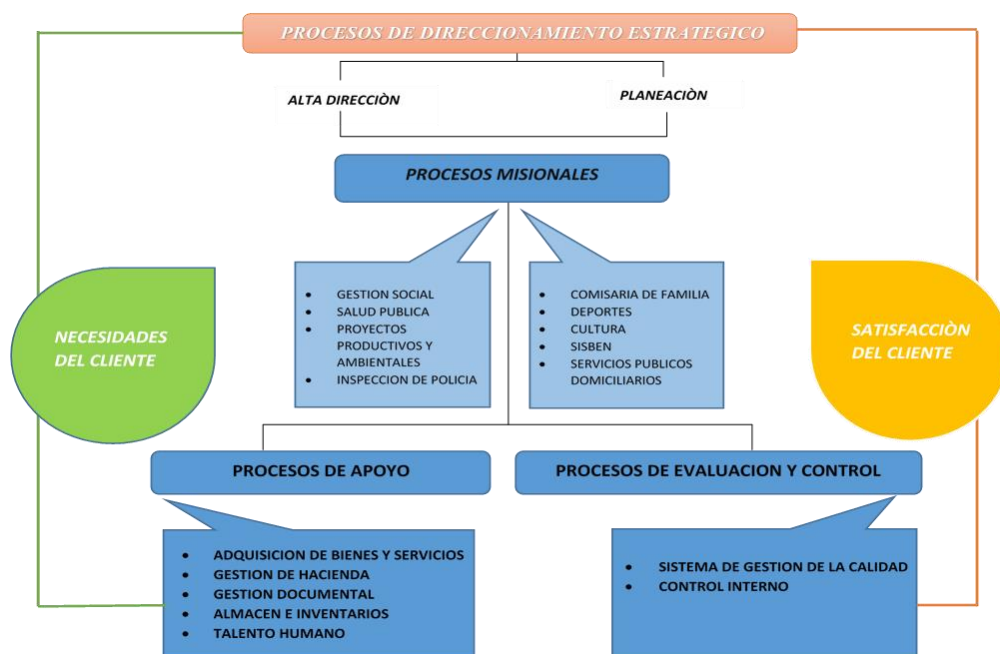 PROCESOS DE DIRECCIONAMIENTO ESTRATEGICO
ALTA DIRECCIÒN
PLANEACIÒN
PROCESOS MISIONALES
• GESTION SOCIAL
• SALUD PUBLICA
• PROYECTOS
PRODUCTIVOS Y
AMBIENTALES
• INSPECCION DE POLICIA
• COMISARIA DE FAMILIA
• DEPORTES
• CULTURA
• SISBEN
• SERVICIOS PUBLICOS
DOMICILIARIOS
NECESIDADES
DEL CLIENTE
SATISFACCIÒN
DEL CLIENTE
PROCESOS DE APOYO
PROCESOS DE EVALUACION Y CONTROL
• ADQUISICION DE BIENES Y SERVICIOS
• GESTION DE HACIENDA
• GESTION DOCUMENTAL
• ALMACEN E INVENTARIOS
• TALENTO HUMANO
• SISTEMA DE GESTION DE LA CALIDAD
• CONTROL INTERNO